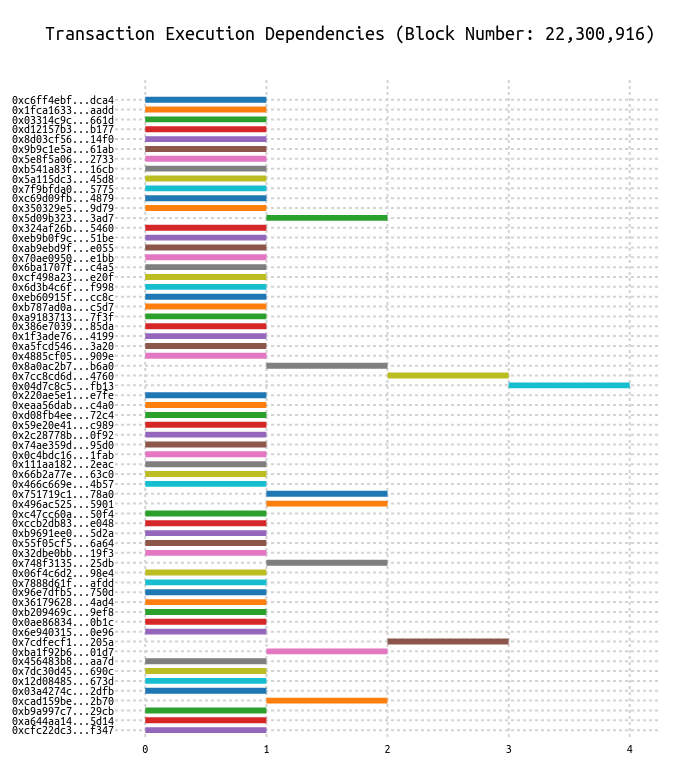 Transaction Execution Dependencies (Block Number: 22,300,916)
0xc6ff4ebf...dca4
0x1fca1633...aadd
0x03314c9c...661d
0xd12157b3...b177
0x8d03cf56...14f0
0x9b9c1e5a...61ab
0x5e8f5a06...2733
0xb541a83f...16cb
0x5a115dc3...45d8
0x7f9bfda0...5775
0xc69d09fb...4879
0x350329e5...9d79
0x5d09b323...3ad7
0x324af26b...5460
0xeb9b0f9c...51be
0xab9ebd9f...e055
0x70ae0950...e1bb
0x6ba1707f...c4a5
0xcf498a23...e20f
0x6d3b4c6f...f998
0xeb60915f...cc8c
0xb787ad0a...c5d7
0xa9183713...7f3f
0x386e7039...85da
0x1f3ade76...4199
0xa5fcd546...3a20
0x4885cf05...909e
0x8a0ac2b7...b6a0
0x7cc8cd6d...4760
0x04d7c8c5...fb13
0x220ae5e1...e7fe
0xeaa56dab...c4a0
0xd08fb4ee...72c4
0x59e20e41...c989
0x2c28778b...0f92
0x74ae359d...95d0
0x0c4bdc16...1fab
0x111aa182...2eac
0x66b2a77e...63c0
0x466c669e...4b57
0x751719c1...78a0
0x496ac525...5901
0xc47cc60a...50f4
0xccb2db83...e048
0xb9691ee0...5d2a
0x55f05cf5...6a64
0x32dbe0bb...19f3
0x748f3135...25db
0x06f4c6d2...98e4
0x7888d61f...afdd
0x96e7dfb5...750d
0x36179628...4ad4
0xb209469c...9ef8
0x0ae86834...0b1c
0x6e940315...0e96
0x7cdfecf1...205a
0xba1f92b6...01d7
0x456483b8...aa7d
0x7dc30d45...690c
0x12d08485...673d
0x03a4274c...2dfb
0xcad159be...2b70
0xb9a997c7...29cb
0xa644aa14...5d14
0xcfc22dc3...f347
0 1 2 3 4